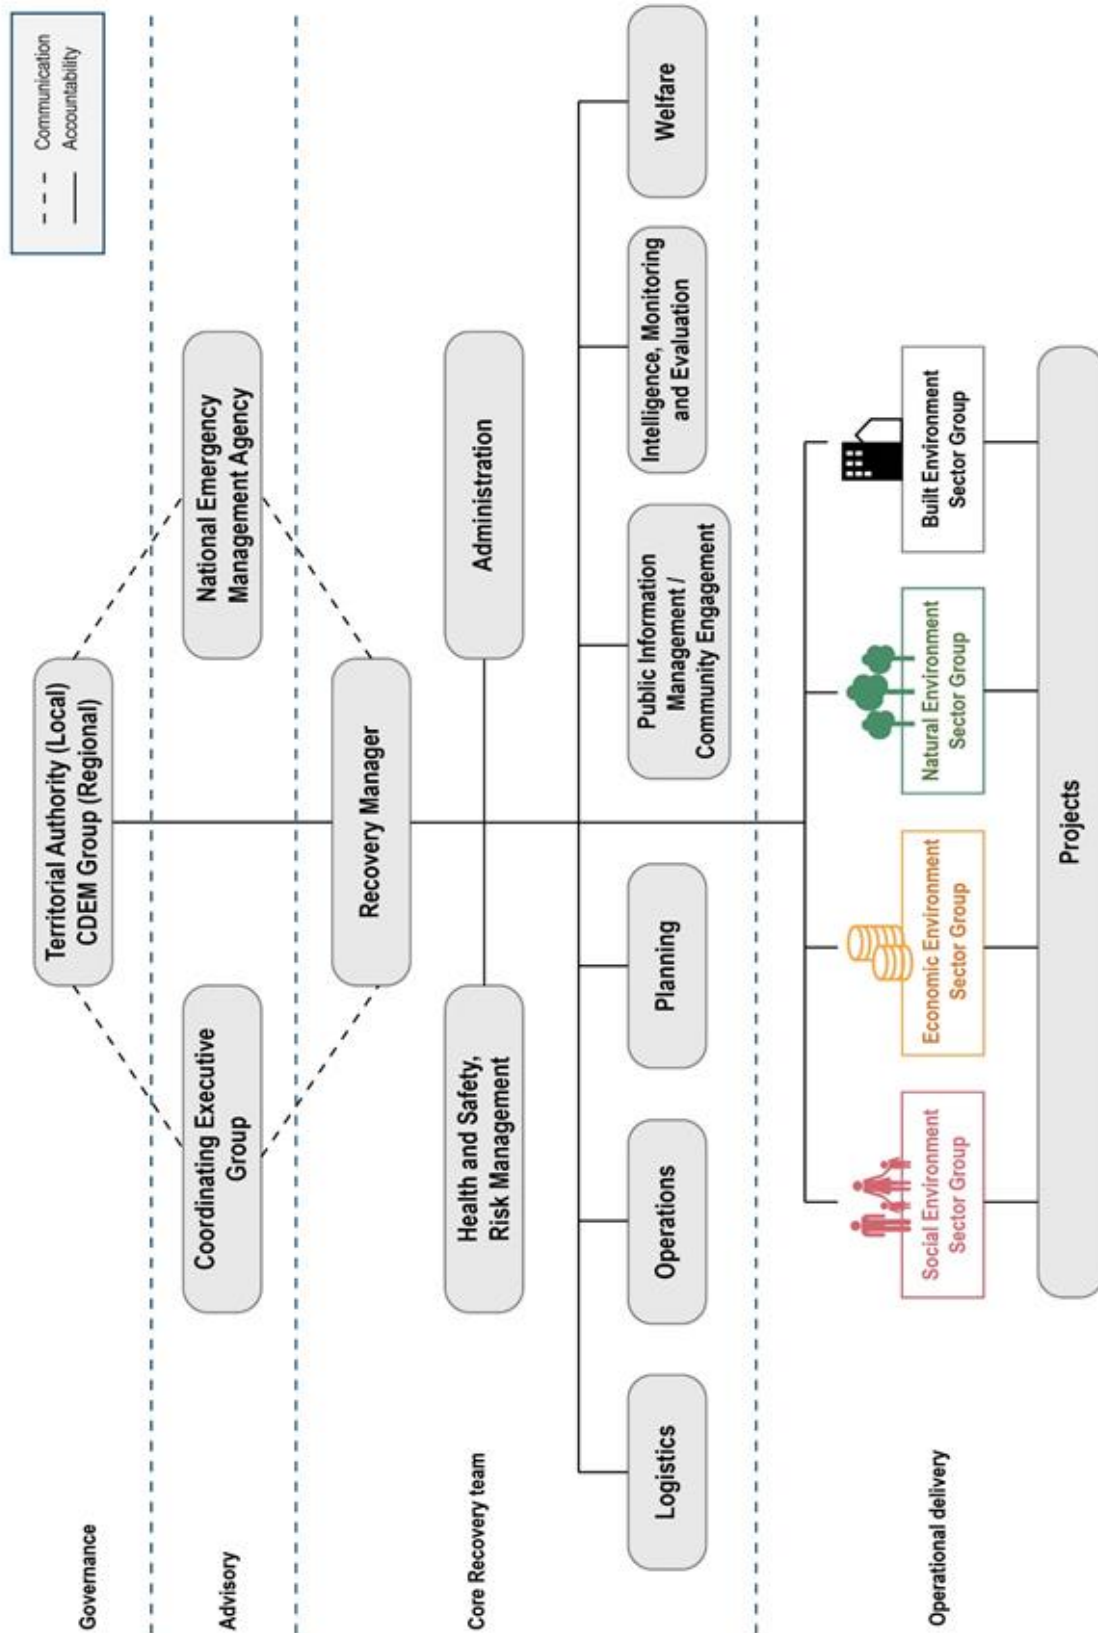 Communication
Accountability
Governance
Territorial Authority (Local)
CDEM Group (Regional)
Advisory
Coordinating Executive
Group
National Emergency
Management Agency
Recovery Manager
Core Recovery team
Health and Safety,
Risk Management
Administration
Logistics
Operations
Planning
Public Information
Management /
Community Engagement
Intelligence, Monitoring
and Evaluation
Welfare
Operational delivery
Social Environment
Sector Group
Economic Environment
Sector Group
Natural Environment
Sector Group
Built Environment
Sector Group
Projects